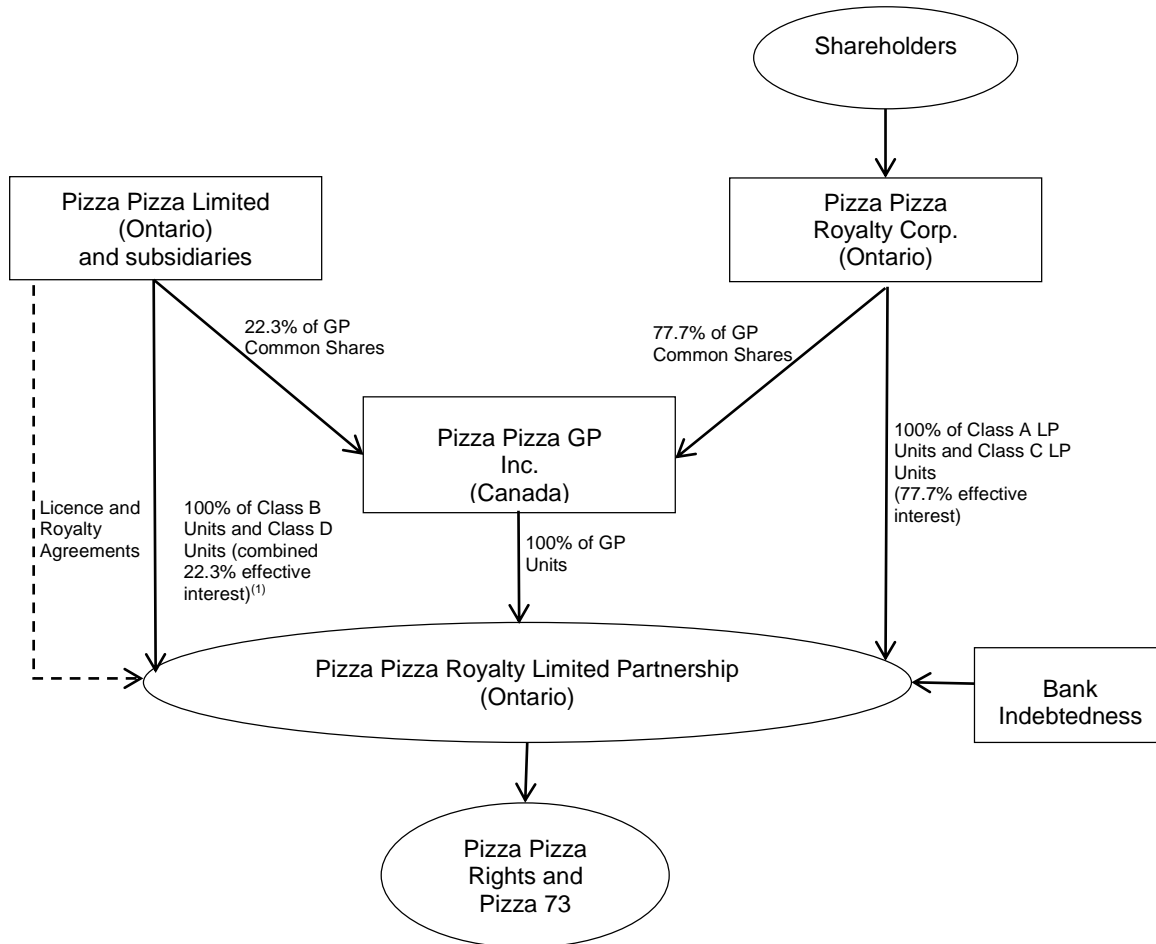 Shareholders
Pizza Pizza Limited
(Ontario)
and subsidiaries
Pizza Pizza
Royalty Corp.
(Ontario)
22.3% of GP
Common Shares
77.7% of GP
Common Shares
Pizza Pizza GP
Inc.
(Canada)
100% of Class A LP
Units and Class C LP
Units
(77.7% effective
interest)
Licence and
Royalty
Agreements
100% of Class B
Units and Class D
Units (combined
22.3% effective
interest)(1)
100% of GP
Units
Pizza Pizza Royalty Limited Partnership
(Ontario)
Bank
Indebtedness
Pizza Pizza
Rights and
Pizza 73